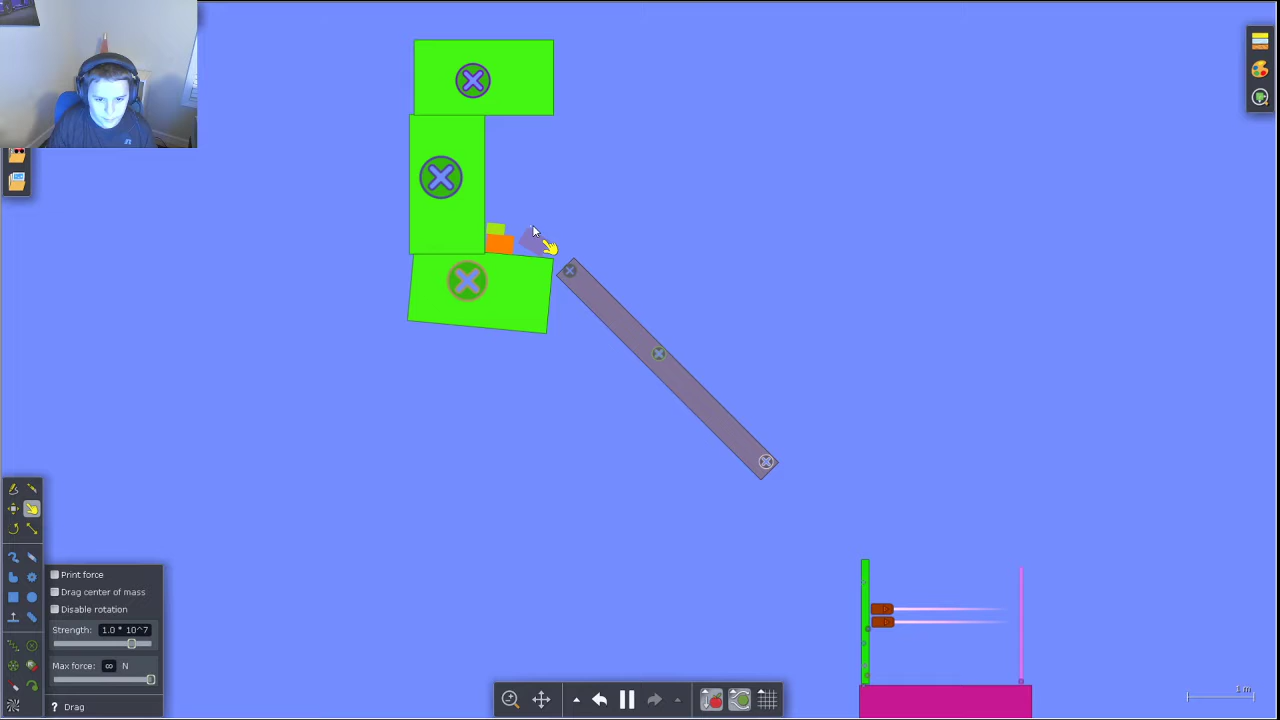 Print force
Drag center of mass
Disable rotation
Strength: 1.0 * 10^7
Max force: ∞ N
? Drag
1 m